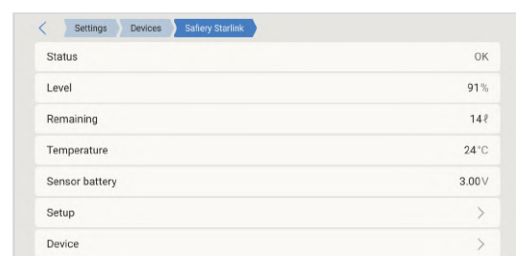 Settings Devices Safiery Starlink
Status OK
Level 91%
Remaining 14ℓ
Temperature 24°C
Sensor battery 3.00V
Setup
Device